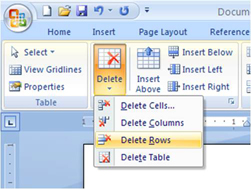 Docum
Home Insert Page Layout Reference
Select
View Gridlines
Properties
Table
Delete
Insert Above
Insert Below
Insert Left
Insert Right
Delete Cells...
Delete Columns
Delete Rows
Delete Table